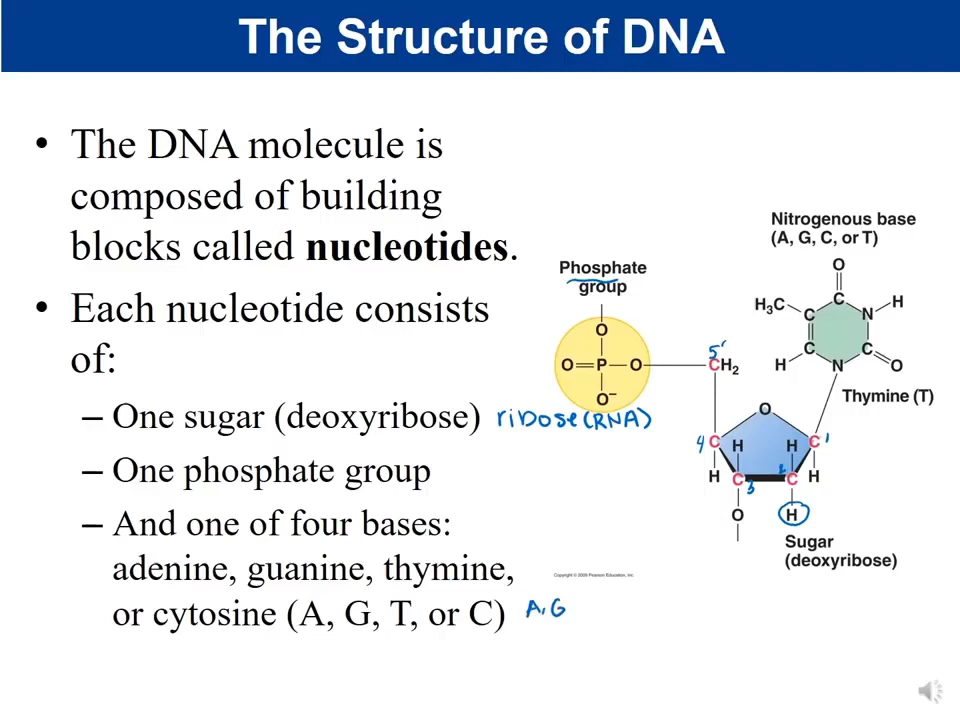 The Structure of DNA
• The DNA molecule is
composed of building
blocks called nucleotides.
• Each nucleotide consists
of:
– One sugar (deoxyribose) ribose (RNA)
– One phosphate group
– And one of four bases:
adenine, guanine, thymine,
or cytosine (A, G, T, or C) A, G
Nitrogenous base
(A, G, C, or T)
Phosphate
group
O
O
C
H3C
C
N
H
C
C
O
H
N
Thymine (T)
O
O=P—O
O−
5'
CH2
O
4 C
H
H
C 1'
H
C 3
2 C
H
O
H
Sugar
(deoxyribose)
Copyright © 2009 Pearson Education, Inc.